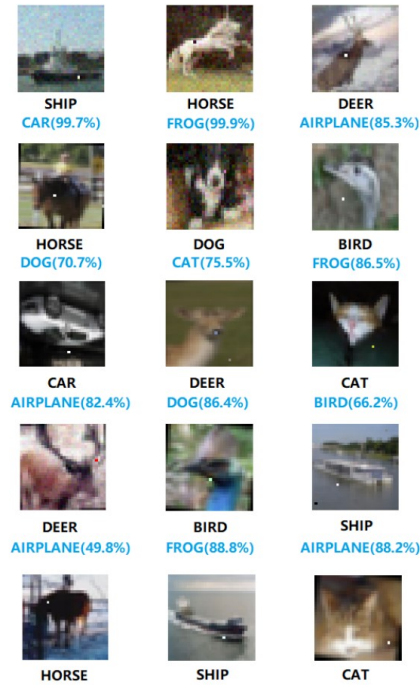 SHIP HORSE DEER
CAR(99.7%) FROG(99.9%) AIRPLANE(85.3%)
HORSE DOG BIRD
DOG(70.7%) CAT(75.5%) FROG(86.5%)
CAR DEER CAT
AIRPLANE(82.4%) DOG(86.4%) BIRD(66.2%)
DEER BIRD SHIP
AIRPLANE(49.8%) FROG(88.8%) AIRPLANE(88.2%)
HORSE SHIP CAT